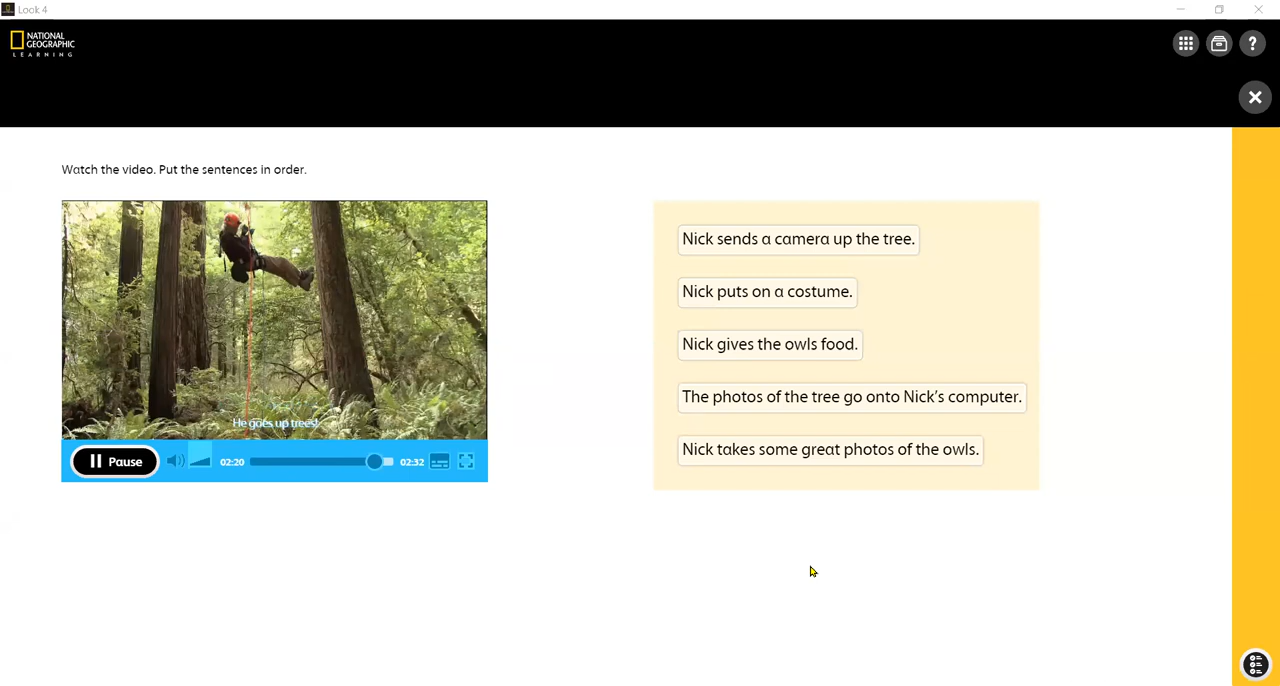 Look 4
NATIONAL
GEOGRAPHIC
LEARNING
?
Watch the video. Put the sentences in order.
He goes up trees!
Pause
02:20
02:32
Nick sends a camera up the tree.
Nick puts on a costume.
Nick gives the owls food.
The photos of the tree go onto Nick's computer.
Nick takes some great photos of the owls.